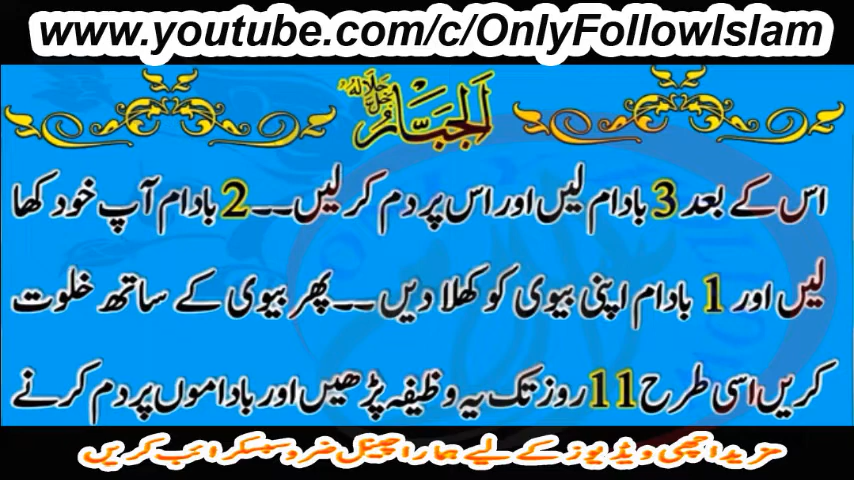 www.youtube.com/c/OnlyFollowIslam
الجبار جل جلالہ
اس کے بعد 3 بادام لیں اور اس پر دم کر لیں۔۔ 2 بادام آپ خود کھا
لیں اور 1 بادام اپنی بیوی کو کھلا دیں۔۔ پھر بیوی کے ساتھ خلوت
کریں اسی طرح 11 روز تک یہ وظیفہ پڑھیں اور باداموں پر دم کرنے
مزید اچھی ویڈیوز کے لیے ہمارا چینل ضرور سبسکرائب کریں